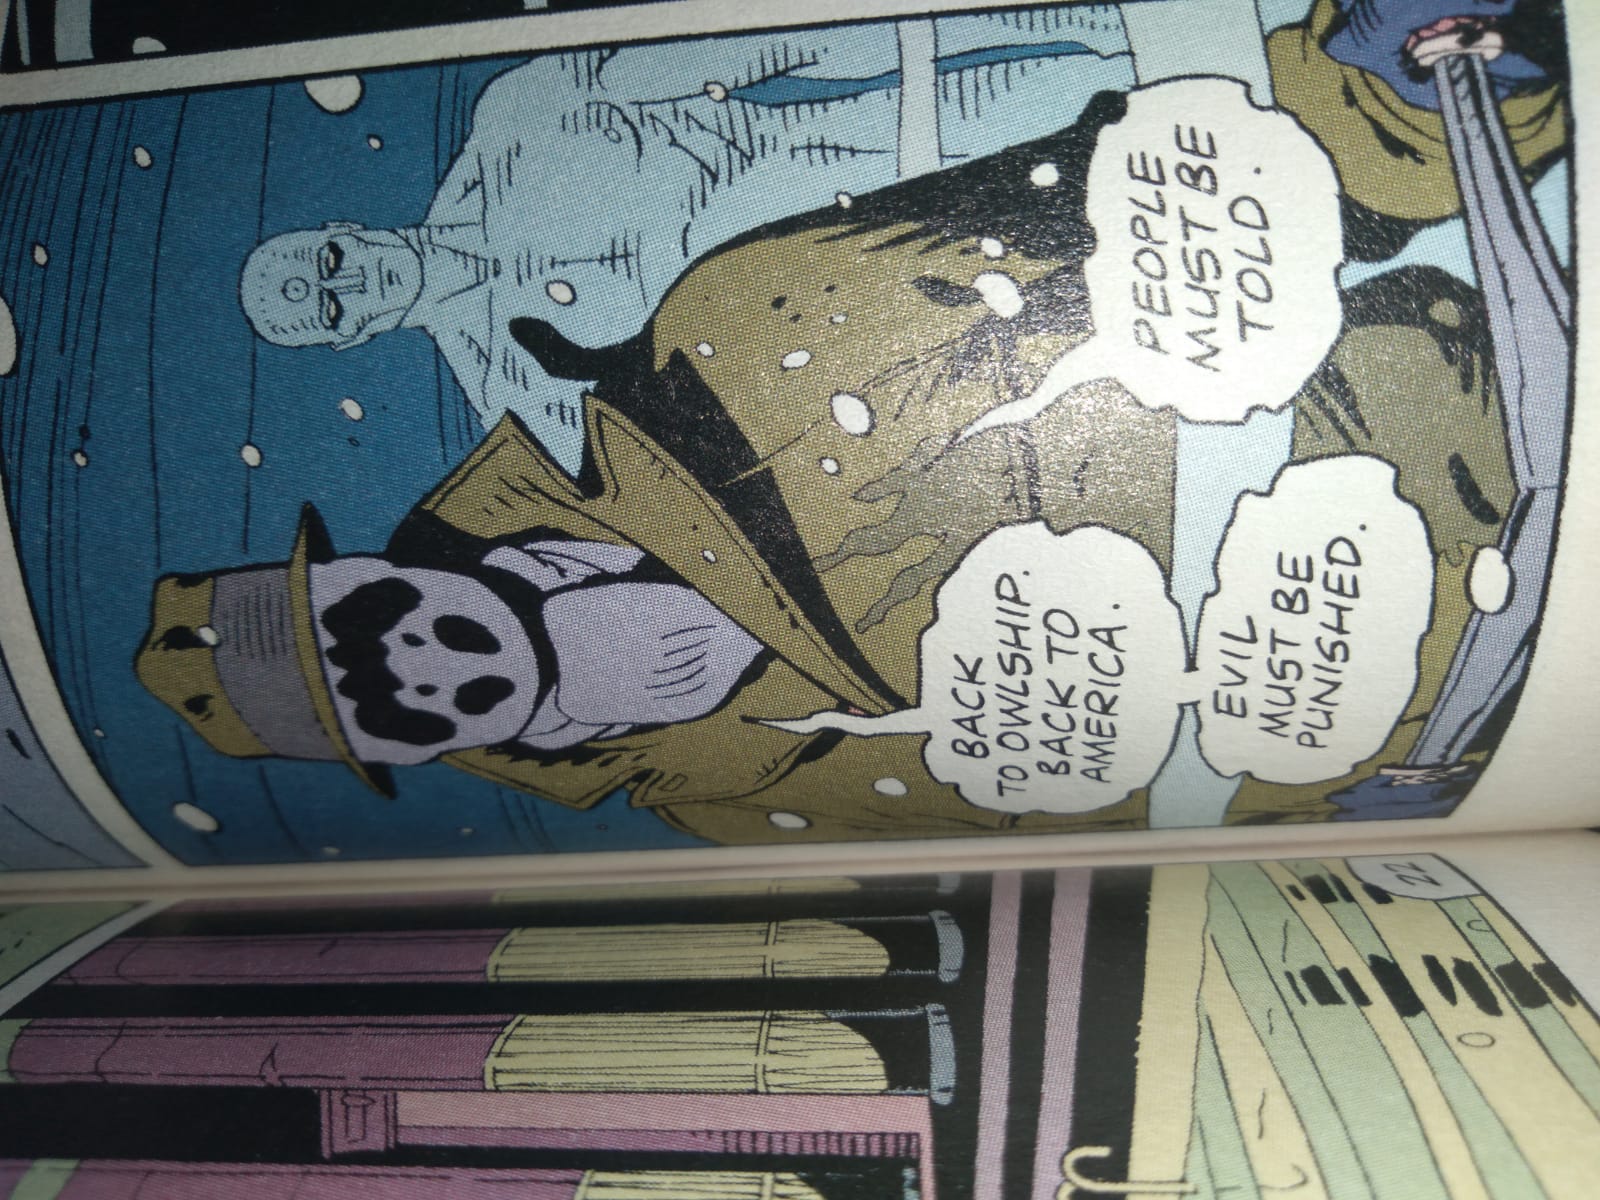 BACK
TO OWLSHIP.
BACK TO
AMERICA.
EVIL
MUST BE
PUNISHED.
PEOPLE
MUST BE
TOLD.
22